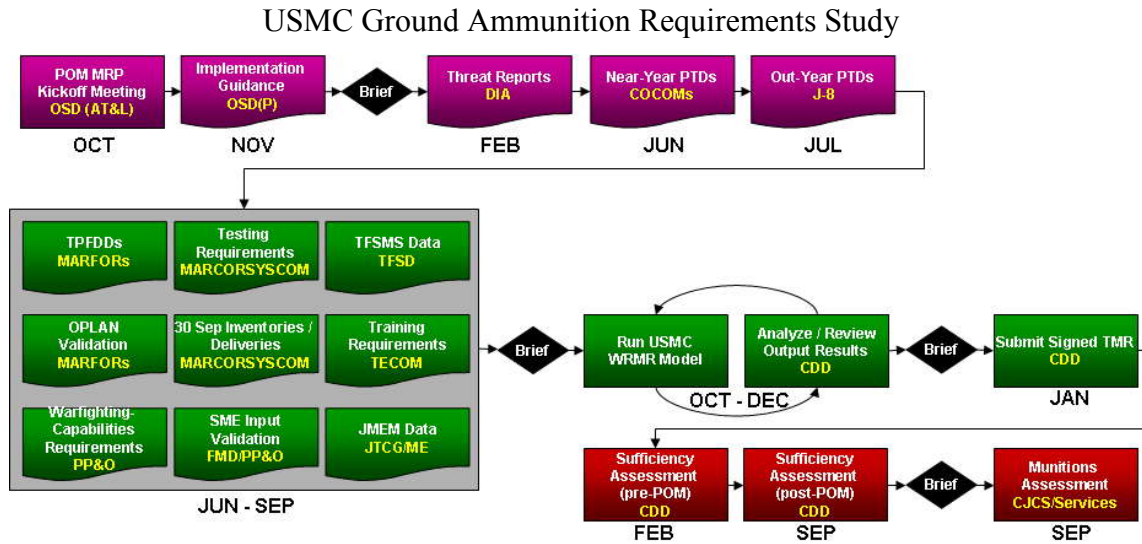 USMC Ground Ammunition Requirements Study
POM MRP
Kickoff Meeting
OSD (AT&L)
OCT
Implementation
Guidance
OSD(P)
NOV
Brief
Threat Reports
DIA
FEB
Near-Year PTDs
COCOMs
JUN
Out-Year PTDs
J-8
JUL
TPFDDs
MARFORs
Testing
Requirements
MARCORSYSCOM
TFSMS Data
TFSD
OPLAN
Validation
MARFORs
30 Sep Inventories /
Deliveries
MARCORSYSCOM
Training
Requirements
TECOM
Warfighting-
Capabilities
Requirements
PP&O
SME Input
Validation
FMD/PP&O
JMEM Data
JTCG/ME
JUN - SEP
Brief
Run USMC
WRMR Model
Analyze / Review
Output Results
CDD
OCT - DEC
Brief
Submit Signed TMR
CDD
JAN
Sufficiency
Assessment
(pre-POM)
CDD
FEB
Sufficiency
Assessment
(post-POM)
CDD
SEP
Brief
Munitions
Assessment
CJCS/Services
SEP